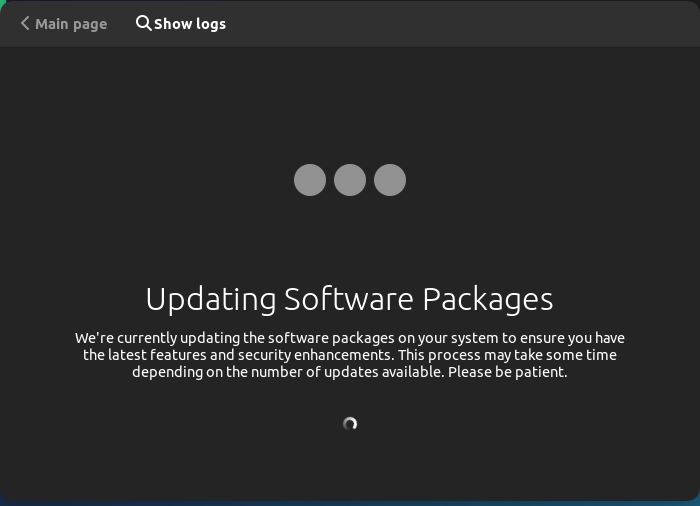 Main page
Show logs
Updating Software Packages
We're currently updating the software packages on your system to ensure you have
the latest features and security enhancements. This process may take some time
depending on the number of updates available. Please be patient.